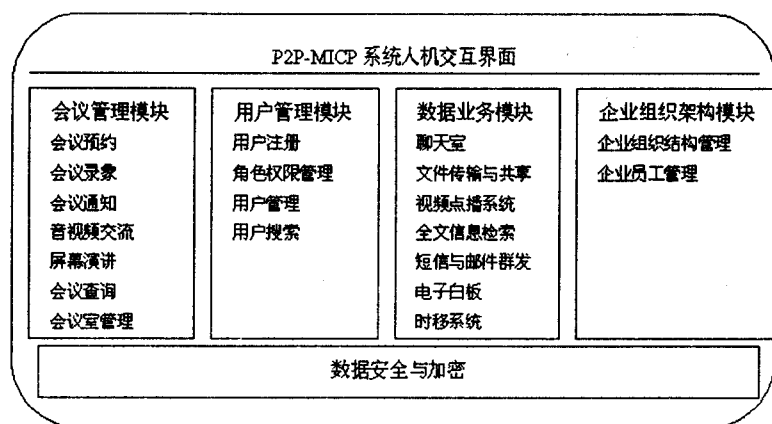 P2P-MICP 系统人机交互界面
会议管理模块
会议预约
会议录象
会议通知
音视频交流
屏幕演讲
会议查询
会议室管理
用户管理模块
用户注册
角色权限管理
用户管理
用户搜索
数据业务模块
聊天室
文件传输与共享
视频点播系统
全文信息检索
短信与邮件群发
电子白板
时移系统
企业组织架构模块
企业组织结构管理
企业员工管理
数据安全与加密